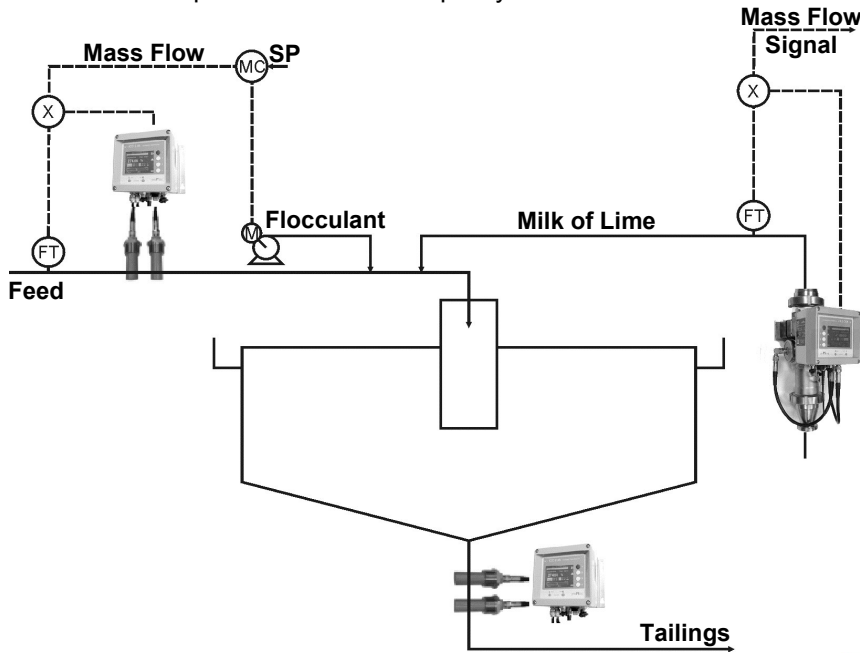 Mass Flow
Signal
Mass Flow
MC
SP
X
X
FT
M
Flocculant
Milk of Lime
FT
Feed
Tailings